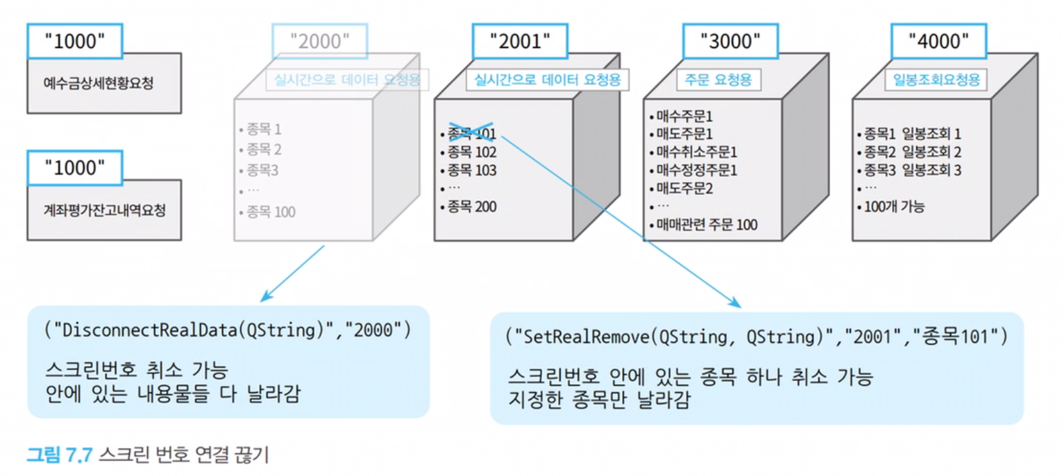 "1000"
예수금상세현황요청
"1000"
계좌평가잔고내역요청
"2000"
실시간으로 데이터 요청용
• 종목 1
• 종목 2
• 종목3
• …
• 종목 100
"2001"
실시간으로 데이터 요청용
• 종목 101
• 종목 102
• 종목 103
• …
• 종목 200
"3000"
주문 요청용
• 매수주문1
• 매도주문1
• 매수취소주문1
• 매수정정주문1
• 매도주문2
• …
• 매매관련 주문 100
"4000"
일봉조회요청용
• 종목1 일봉조회 1
• 종목2 일봉조회 2
• 종목3 일봉조회 3
• …
• 100개 가능
("DisconnectRealData(QString)","2000")
스크린번호 취소 가능
안에 있는 내용물들 다 날라감
("SetRealRemove(QString, QString)","2001","종목101")
스크린번호 안에 있는 종목 하나 취소 가능
지정한 종목만 날라감
그림 7.7 스크린 번호 연결 끊기